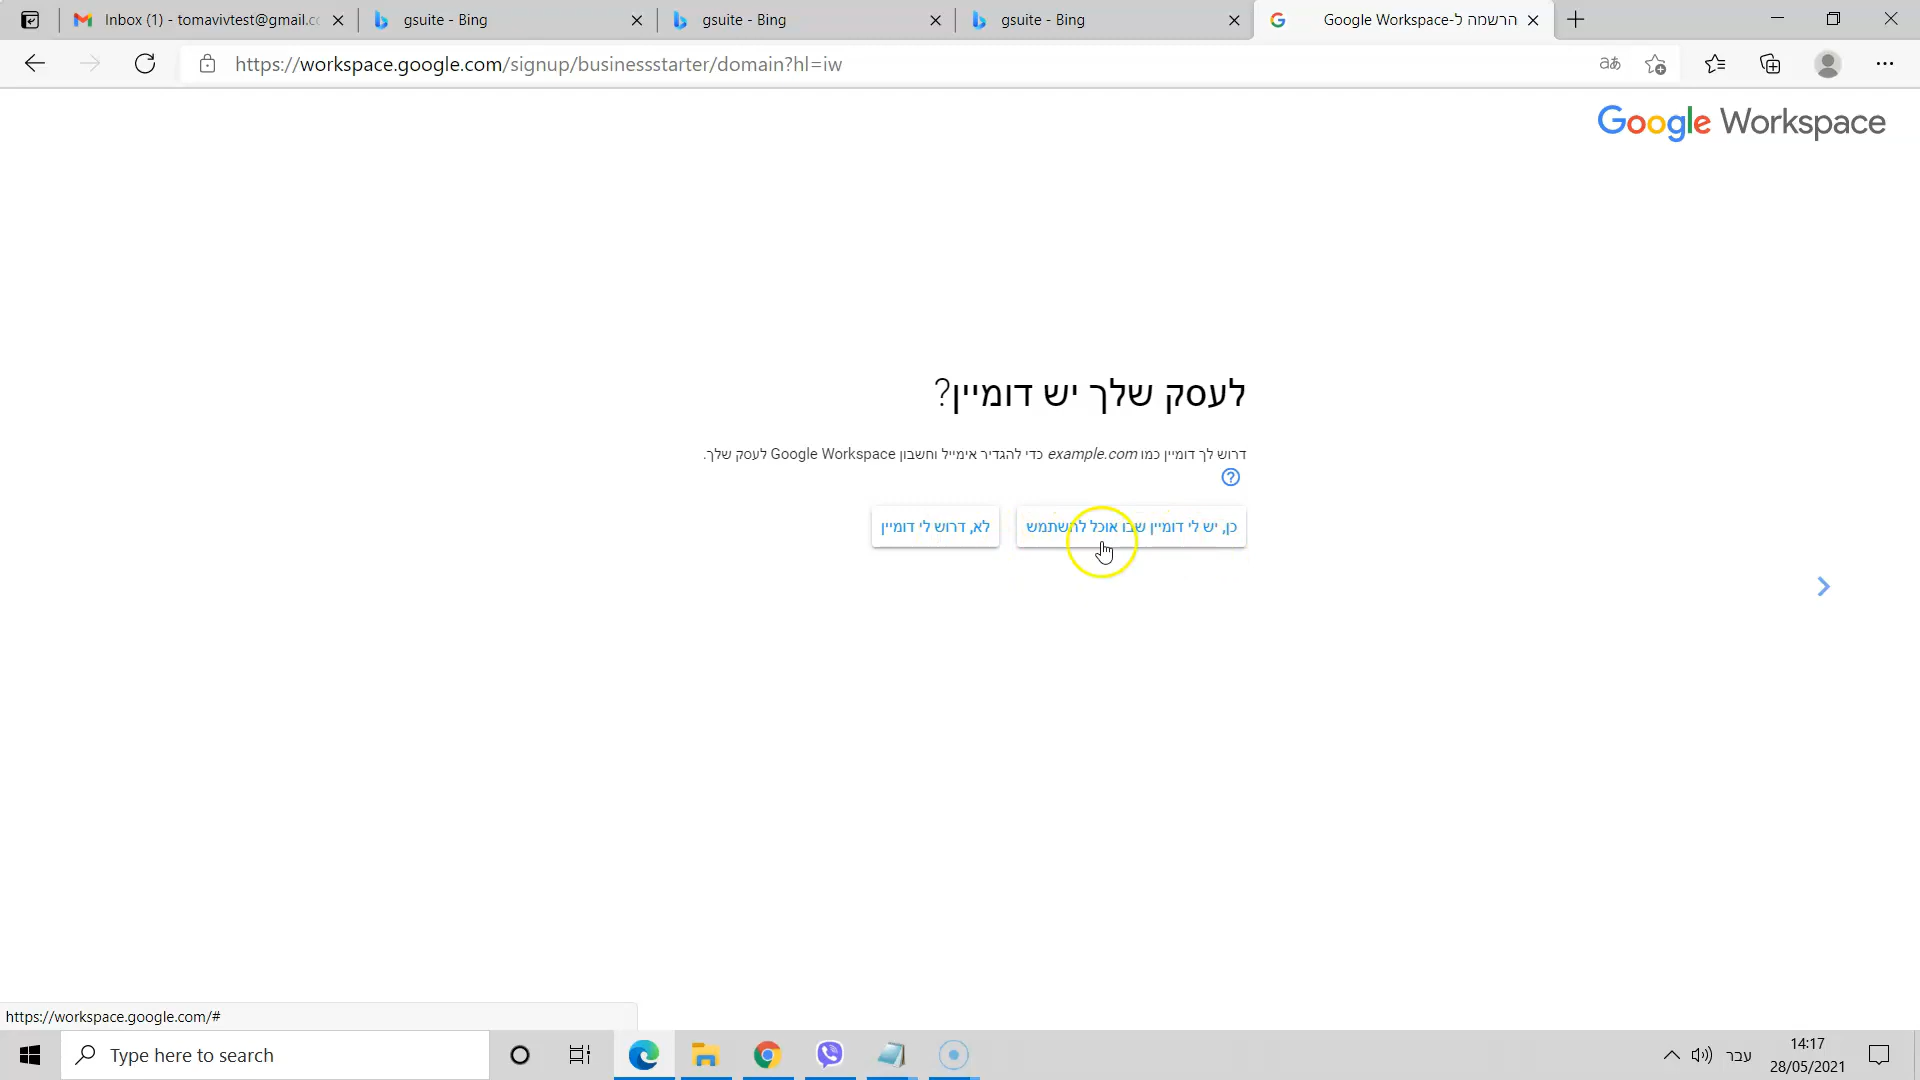 Inbox (1) - tomavivtest@gmail.cc
gsuite - Bing
gsuite - Bing
gsuite - Bing
הרשמה ל-Google Workspace
https://workspace.google.com/signup/businessstarter/domain?hl=iw
Google Workspace
לעסק שלך יש דומיין?
דרוש לך דומיין כמו example.com כדי להגדיר אימייל וחשבון Google Workspace לעסק שלך.
כן, יש לי דומיין שבו אוכל להשתמש
לא, דרוש לי דומיין
https://workspace.google.com/#
Type here to search
עבר
14:17
28/05/2021